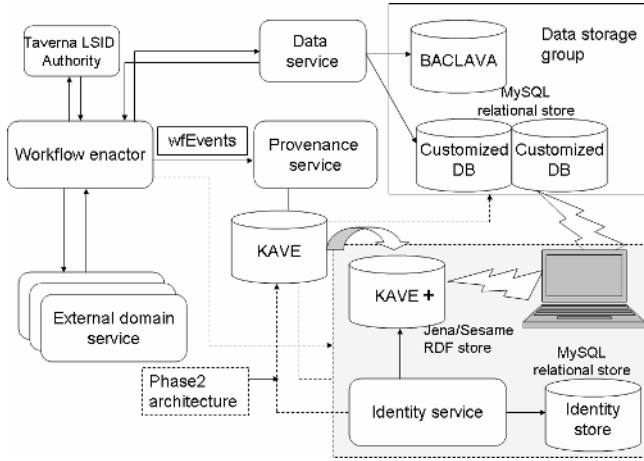 Taverna LSID
Authority
Data
service
BACLAVA
Data storage
group
MySQL
relational store
Customized
DB
Customized
DB
Workflow enactor
wfEvents
Provenance
service
KAVE
KAVE +
Jena/Sesame
RDF store
External domain
service
Phase2
architecture
Identity service
MySQL
relational store
Identity
store